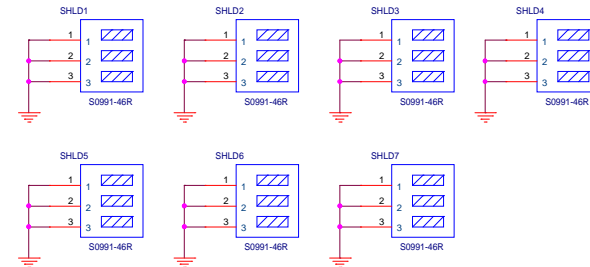 SHLD1 SHLD2 SHLD3 SHLD4
1 1 1 1 1 1 1 1
2 2 2 2 2 2 2 2
3 3 3 3 3 3 3 3
S0991-46R S0991-46R S0991-46R S0991-46R
SHLD5 SHLD6 SHLD7
1 1 1 1 1 1
2 2 2 2 2 2
3 3 3 3 3 3
S0991-46R S0991-46R S0991-46R